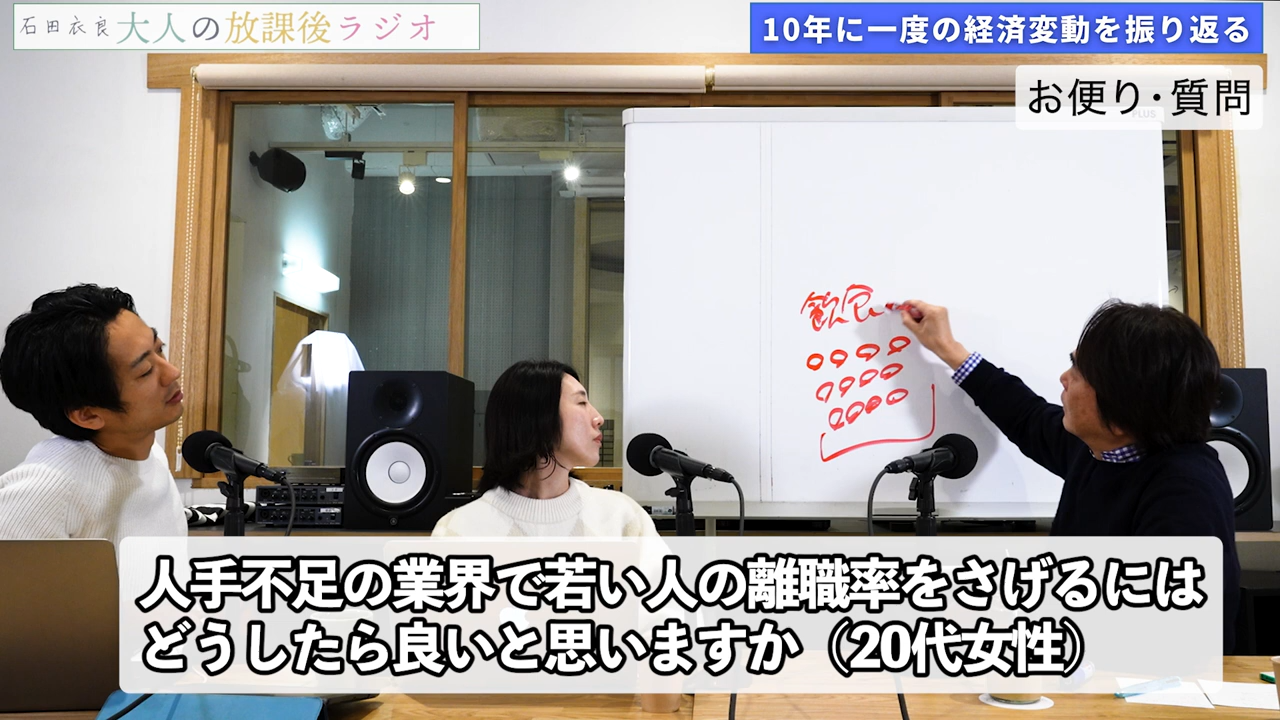 石田衣良 大人の放課後ラジオ
10年に一度の経済変動を振り返る
お便り・質問
PLUS
飲食
人手不足の業界で若い人の離職率をさげるには
どうしたら良いと思いますか（20代女性）